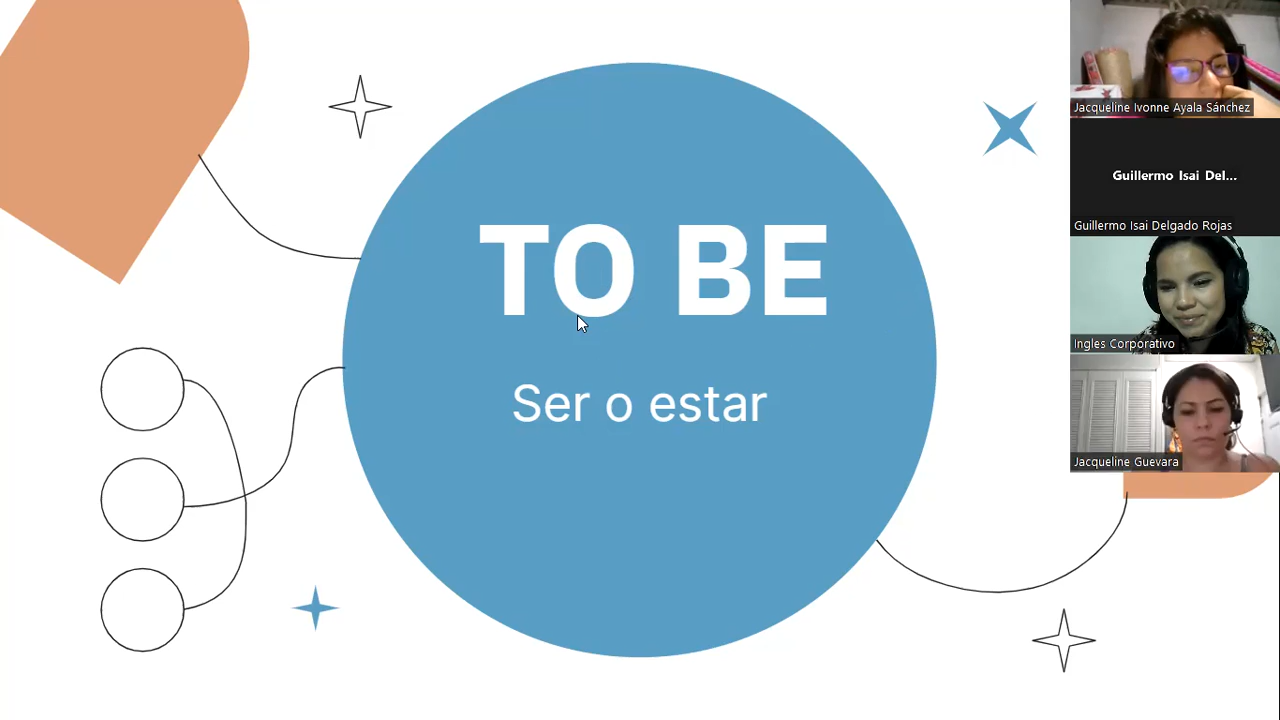 TO BE
Ser o estar
Jacqueline Ivonne Ayala Sánchez
Guillermo Isai Del...
Guillermo Isai Delgado Rojas
Ingles Corporativo
Jacqueline Guevara